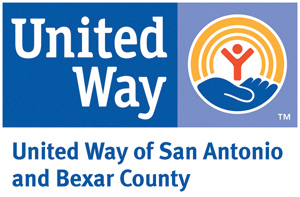 United
Way
TM
United Way of San Antonio
and Bexar County